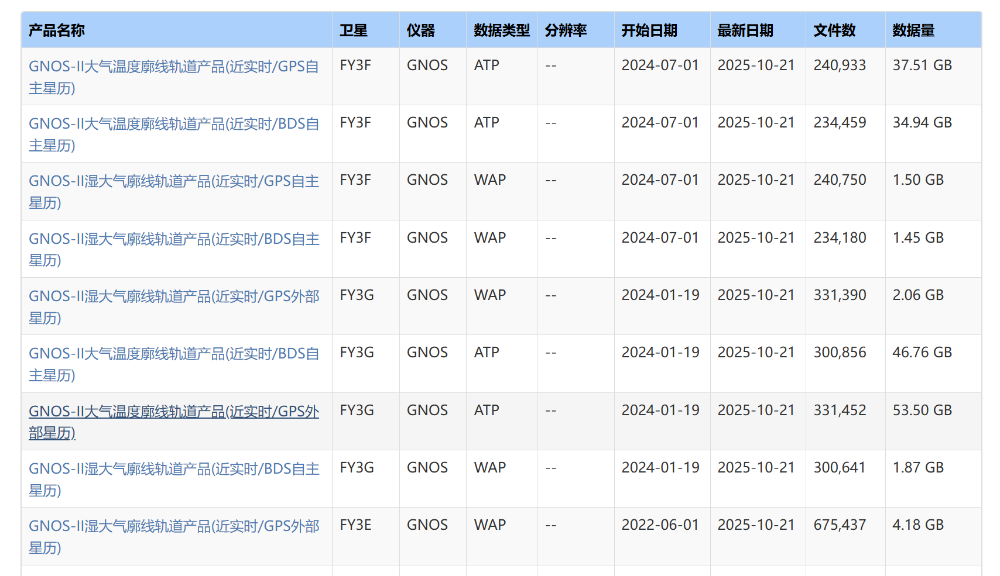 产品名称 卫星 仪器 数据类型 分辨率 开始日期 最新日期 文件数 数据量
GNOS-II大气温度廓线轨道产品(近实时/GPS自 FY3F GNOS ATP -- 2024-07-01 2025-10-21 240,933 37.51 GB
主星历)
GNOS-II大气温度廓线轨道产品(近实时/BDS自 FY3F GNOS ATP -- 2024-07-01 2025-10-21 234,459 34.94 GB
主星历)
GNOS-II湿大气廓线轨道产品(近实时/GPS自主 FY3F GNOS WAP -- 2024-07-01 2025-10-21 240,750 1.50 GB
星历)
GNOS-II湿大气廓线轨道产品(近实时/BDS自主 FY3F GNOS WAP -- 2024-07-01 2025-10-21 234,180 1.45 GB
星历)
GNOS-II湿大气廓线轨道产品(近实时/GPS外部 FY3G GNOS WAP -- 2024-01-19 2025-10-21 331,390 2.06 GB
星历)
GNOS-II大气温度廓线轨道产品(近实时/BDS自 FY3G GNOS ATP -- 2024-01-19 2025-10-21 300,856 46.76 GB
主星历)
GNOS-II大气温度廓线轨道产品(近实时/GPS外 FY3G GNOS ATP -- 2024-01-19 2025-10-21 331,452 53.50 GB
部星历)
GNOS-II湿大气廓线轨道产品(近实时/BDS自主 FY3G GNOS WAP -- 2024-01-19 2025-10-21 300,641 1.87 GB
星历)
GNOS-II湿大气廓线轨道产品(近实时/GPS外部 FY3E GNOS WAP -- 2022-06-01 2025-10-21 675,437 4.18 GB
星历)